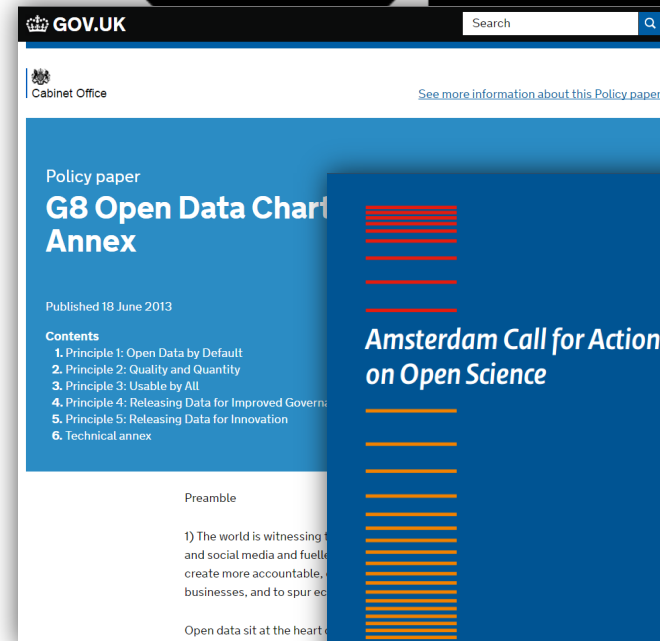 GOV.UK
Search
Cabinet Office
See more information about this Policy paper
Policy paper
G8 Open Data
Annex
Published 18 June 2013
Contents
1. Principle 1: Open Data by Default
2. Principle 2: Quality and Quantity
3. Principle 3: Usable by All
4. Principle 4: Releasing Data for Improved
5. Principle 5: Releasing Data for Innovation
6. Technical annex
Amsterdam Call for Action
on Open Science
Preamble
1) The world is witnessing
and social media and
create more accountable,
businesses, and to spur
Open data sit at the heart